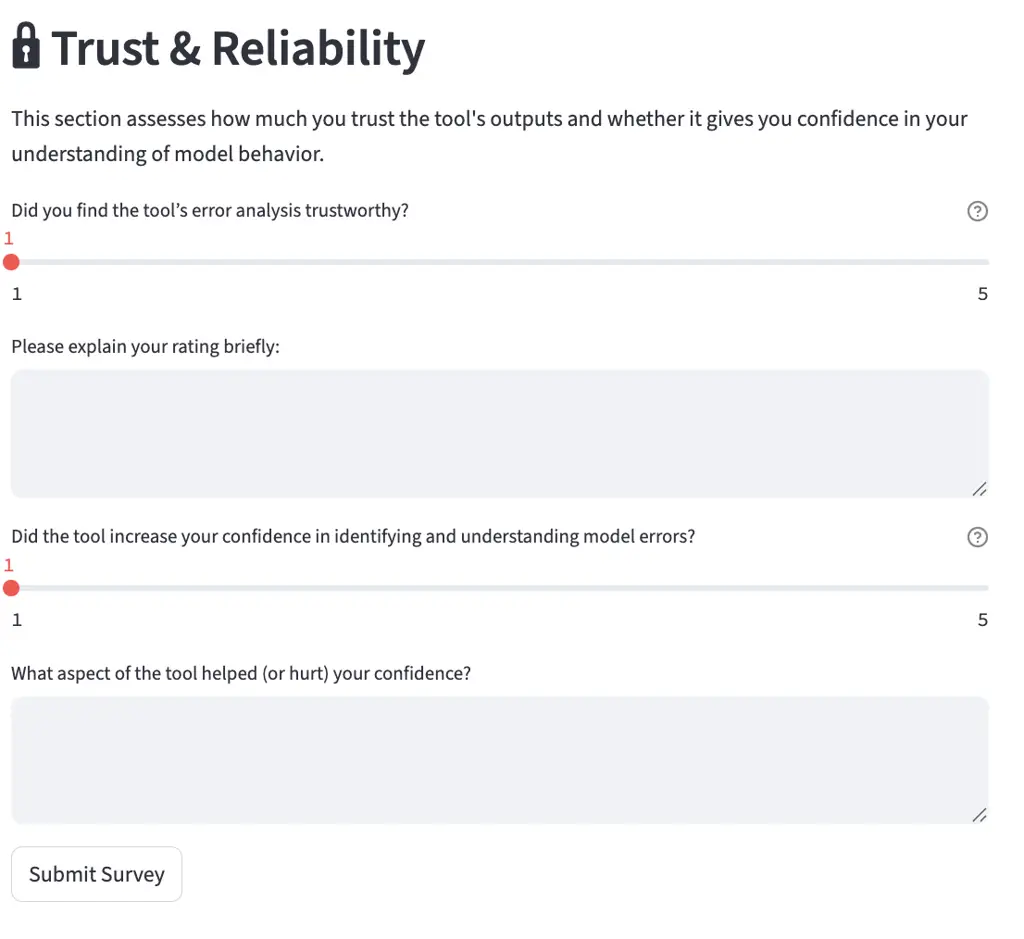 Trust & Reliability
This section assesses how much you trust the tool's outputs and whether it gives you confidence in your
understanding of model behavior.
Did you find the tool’s error analysis trustworthy?
1
1 5
Please explain your rating briefly:
Did the tool increase your confidence in identifying and understanding model errors?
1
1 5
What aspect of the tool helped (or hurt) your confidence?
Submit Survey